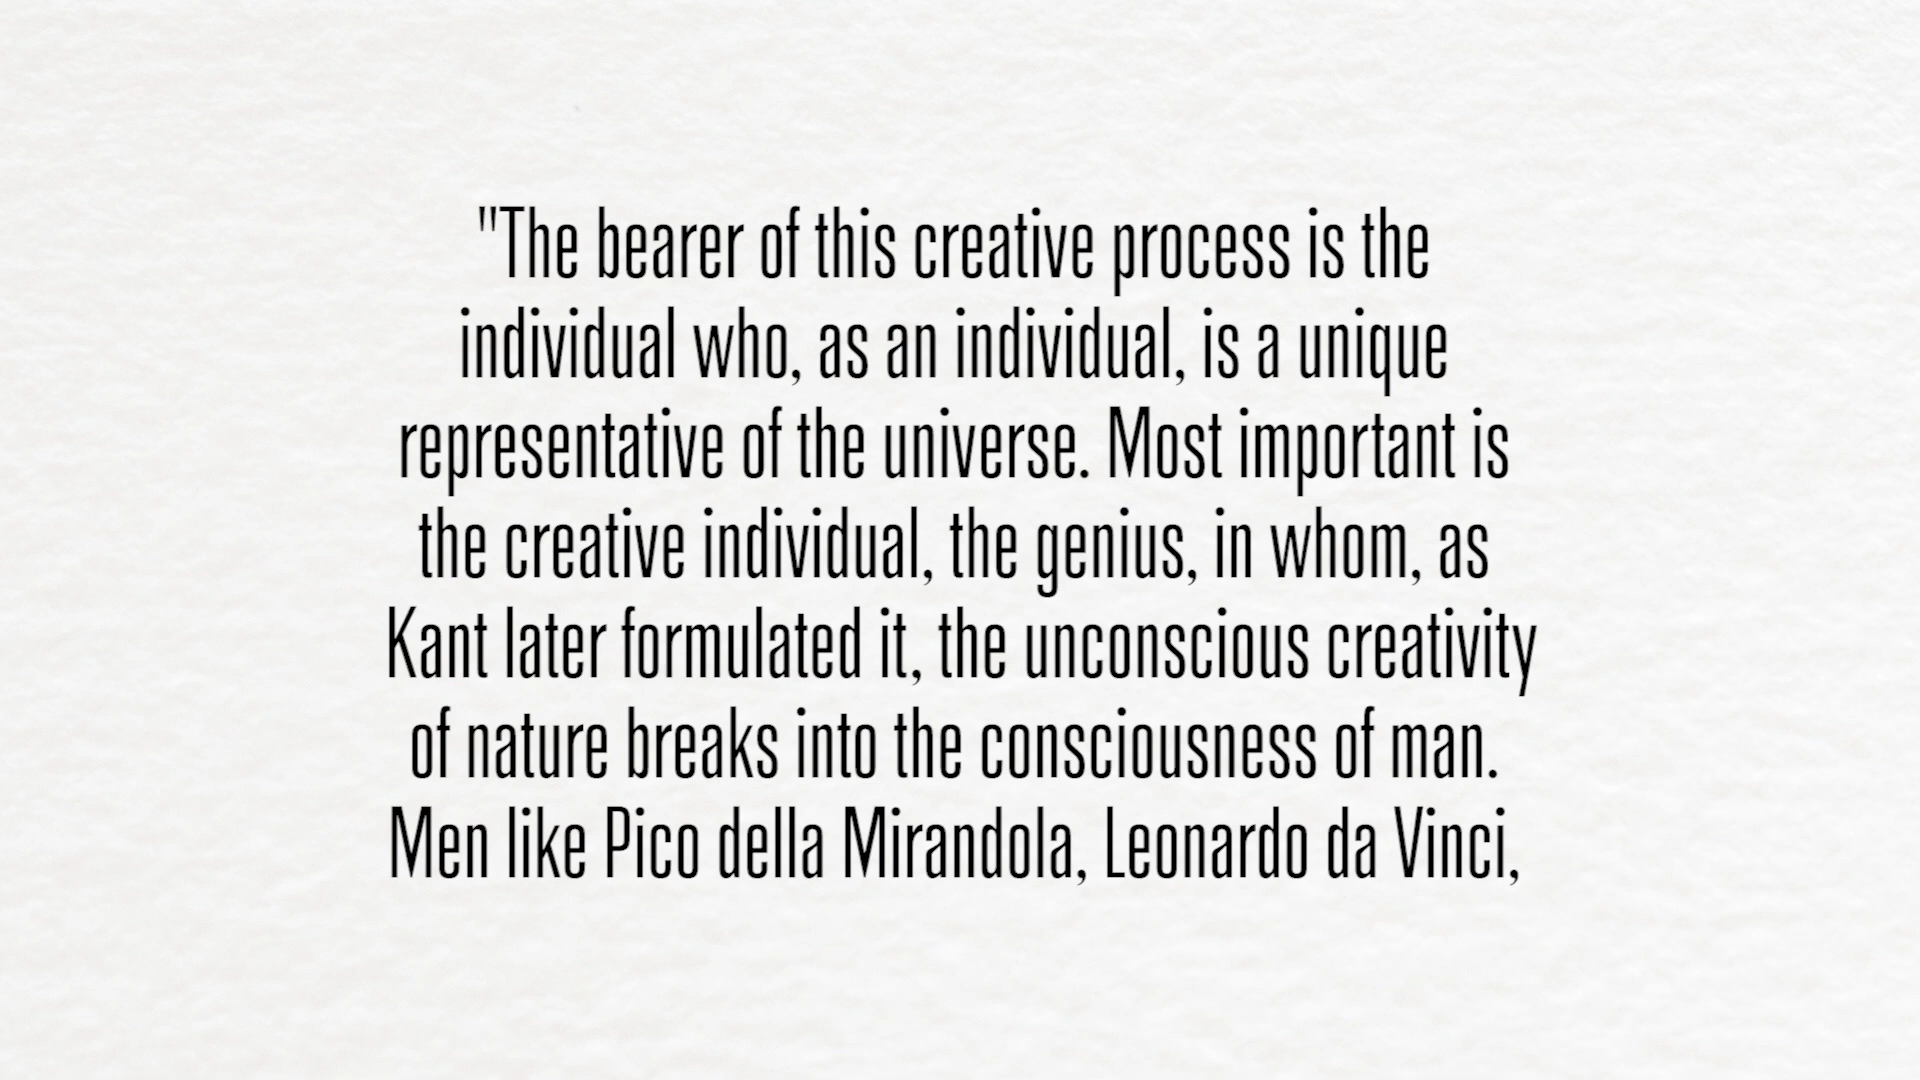 "The bearer of this creative process is the
individual who, as an individual, is a unique
representative of the universe. Most important is
the creative individual, the genius, in whom, as
Kant later formulated it, the unconscious creativity
of nature breaks into the consciousness of man.
Men like Pico della Mirandola, Leonardo da Vinci,